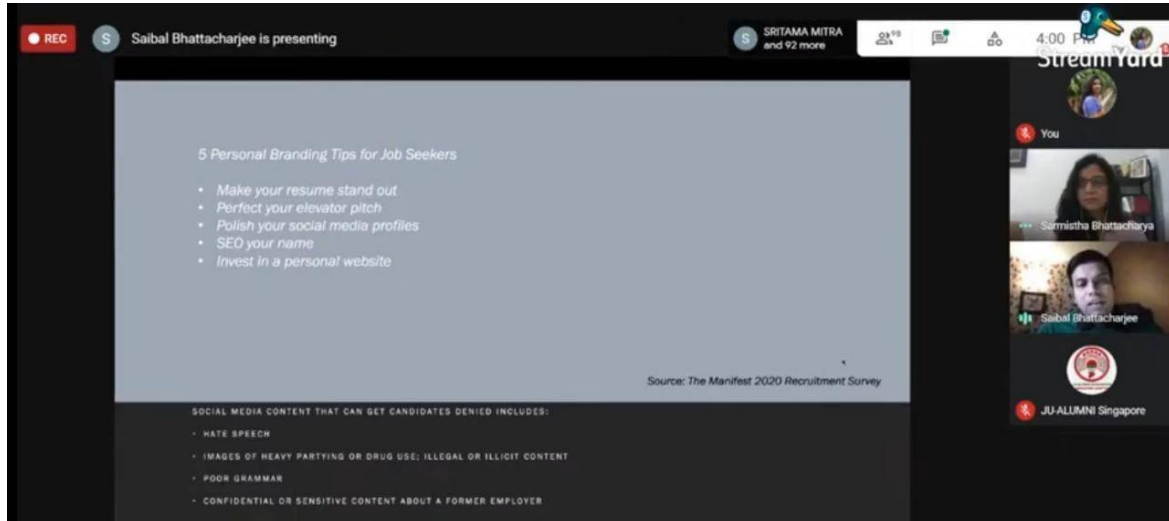 REC
S
Saibal Bhattacharjee is presenting
S
SRITAMA MITRA
and 92 more
98
4:00 PM
StreamYard
You
Sarmistha Bhattacharya
Saibal Bhattacharjee
JU-ALUMNI Singapore
5 Personal Branding Tips for Job Seekers
• Make your resume stand out
• Perfect your elevator pitch
• Polish your social media profiles
• SEO your name
• Invest in a personal website
Source: The Manifest 2020 Recruitment Survey
SOCIAL MEDIA CONTENT THAT CAN GET CANDIDATES DENIED INCLUDES:
• HATE SPEECH
• IMAGES OF HEAVY PARTYING OR DRUG USE; ILLEGAL OR ILLICIT CONTENT
• POOR GRAMMAR
• CONFIDENTIAL OR SENSITIVE CONTENT ABOUT A FORMER EMPLOYER